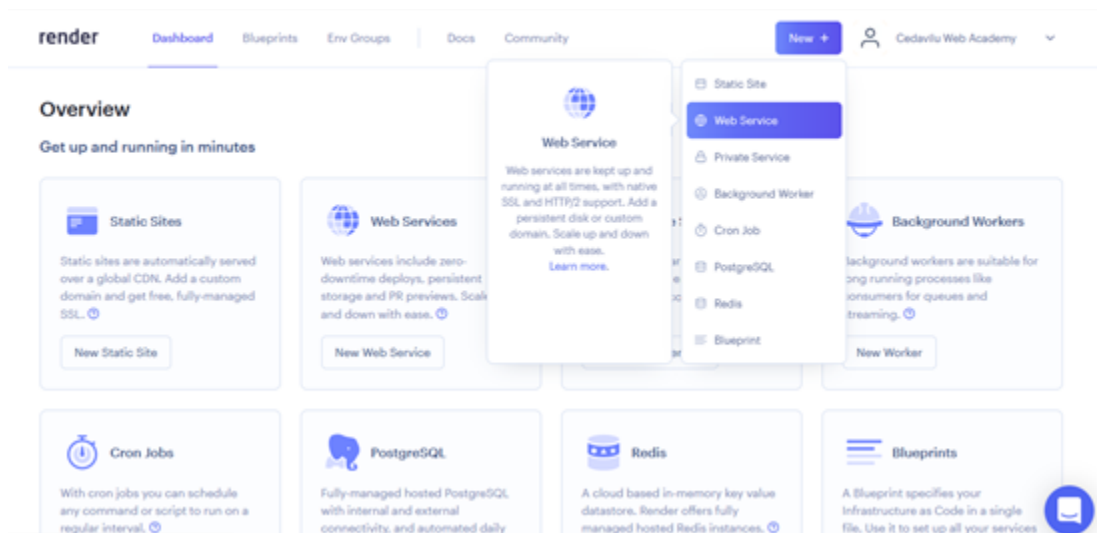 render
Dashboard
Blueprints
Env Groups
Docs
Community
New +
Cedavilu Web Academy
Overview
Get up and running in minutes
Static Sites
Static sites are automatically served
over a global CDN. Add a custom
domain and get free, fully-managed
SSL.
New Static Site
Web Services
Web services include zero-
downtime deploys, persistent
storage and PR previews. Scale
and down with ease.
New Web Service
Web Service
Web services are kept up and
running at all times, with native
SSL and HTTP/2 support. Add a
persistent disk or custom
domain. Scale up and down
with ease.
Learn more.
Static Site
Web Service
Private Service
Background Worker
Cron Job
PostgreSQL
Redis
Blueprint
Background Workers
workers are suitable for
running processes like
for queues and
New Worker
Cron Jobs
With cron jobs you can schedule
any command or script to run on a
regular interval.
PostgreSQL
Fully-managed hosted PostgreSQL
with internal and external
connectivity, and automated daily
Redis
A cloud based in-memory key value
datastore. Render offers fully
managed hosted Redis instances.
Blueprints
A Blueprint specifies your
Infrastructure as Code in a single
file. Use it to set up all your services